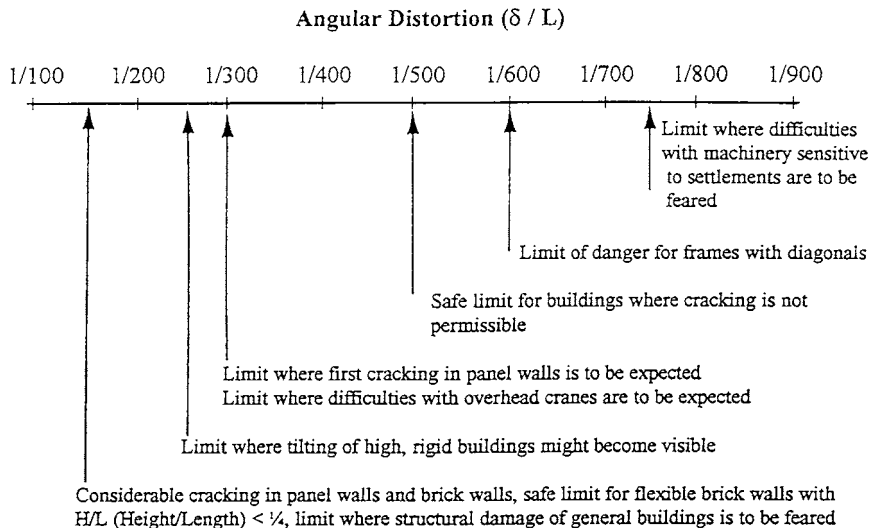 Angular Distortion (δ / L)
1/100 1/200 1/300 1/400 1/500 1/600 1/700 1/800 1/900
Limit where difficulties
with machinery sensitive
to settlements are to be
feared
Limit of danger for frames with diagonals
Safe limit for buildings where cracking is not
permissible
Limit where first cracking in panel walls is to be expected
Limit where difficulties with overhead cranes are to be expected
Limit where tilting of high, rigid buildings might become visible
Considerable cracking in panel walls and brick walls, safe limit for flexible brick walls with
H/L (Height/Length) < ¼, limit where structural damage of general buildings is to be feared